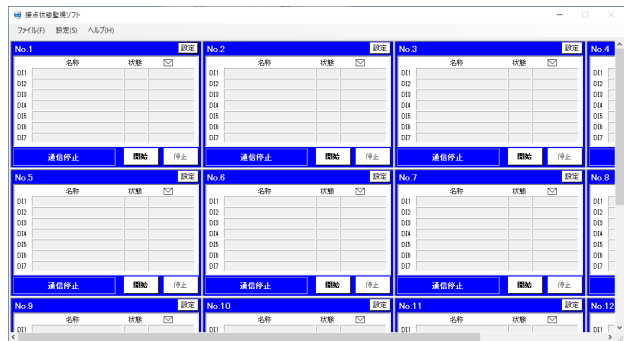 接点状態監視ソフト
ファイル(F) 設定(S) ヘルプ(H)
No.1 設定 No.2 設定 No.3 設定 No.4
名称 状態 名称 状態 名称 状態
DI1 DI1 DI1 DI1
DI2 DI2 DI2 DI2
DI3 DI3 DI3 DI3
DI4 DI4 DI4 DI4
DI5 DI5 DI5 DI5
DI6 DI6 DI6 DI6
DI7 DI7 DI7 DI7
通信停止 開始 停止 通信停止 開始 停止 通信停止 開始 停止
No.5 設定 No.6 設定 No.7 設定 No.8
名称 状態 名称 状態 名称 状態
DI1 DI1 DI1 DI1
DI2 DI2 DI2 DI2
DI3 DI3 DI3 DI3
DI4 DI4 DI4 DI4
DI5 DI5 DI5 DI5
DI6 DI6 DI6 DI6
DI7 DI7 DI7 DI7
通信停止 開始 停止 通信停止 開始 停止 通信停止 開始 停止
No.9 設定 No.10 設定 No.11 設定 No.12
名称 状態 名称 状態 名称 状態
DI1 DI1 DI1 DI1